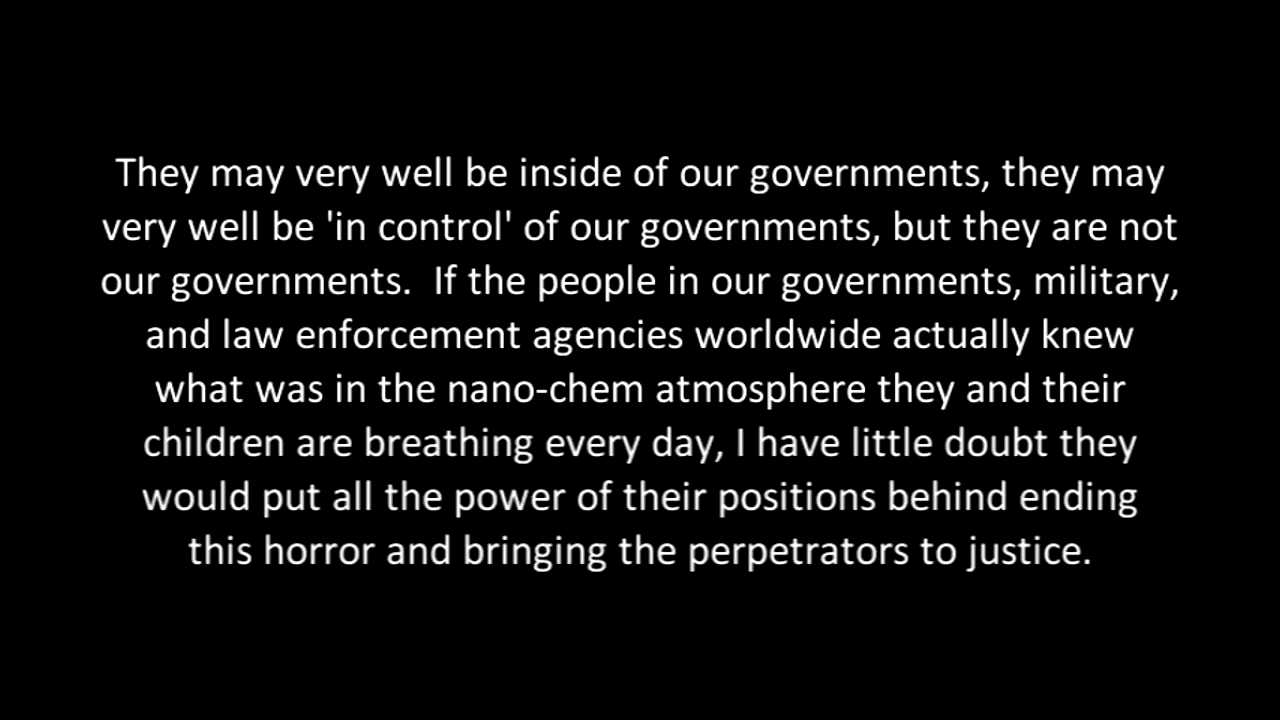 They may very well be inside of our governments, they may
very well be 'in control' of our governments, but they are not
our governments.  If the people in our governments, military,
and law enforcement agencies worldwide actually knew
what was in the nano-chem atmosphere they and their
children are breathing every day, I have little doubt they
would put all the power of their positions behind ending
this horror and bringing the perpetrators to justice.